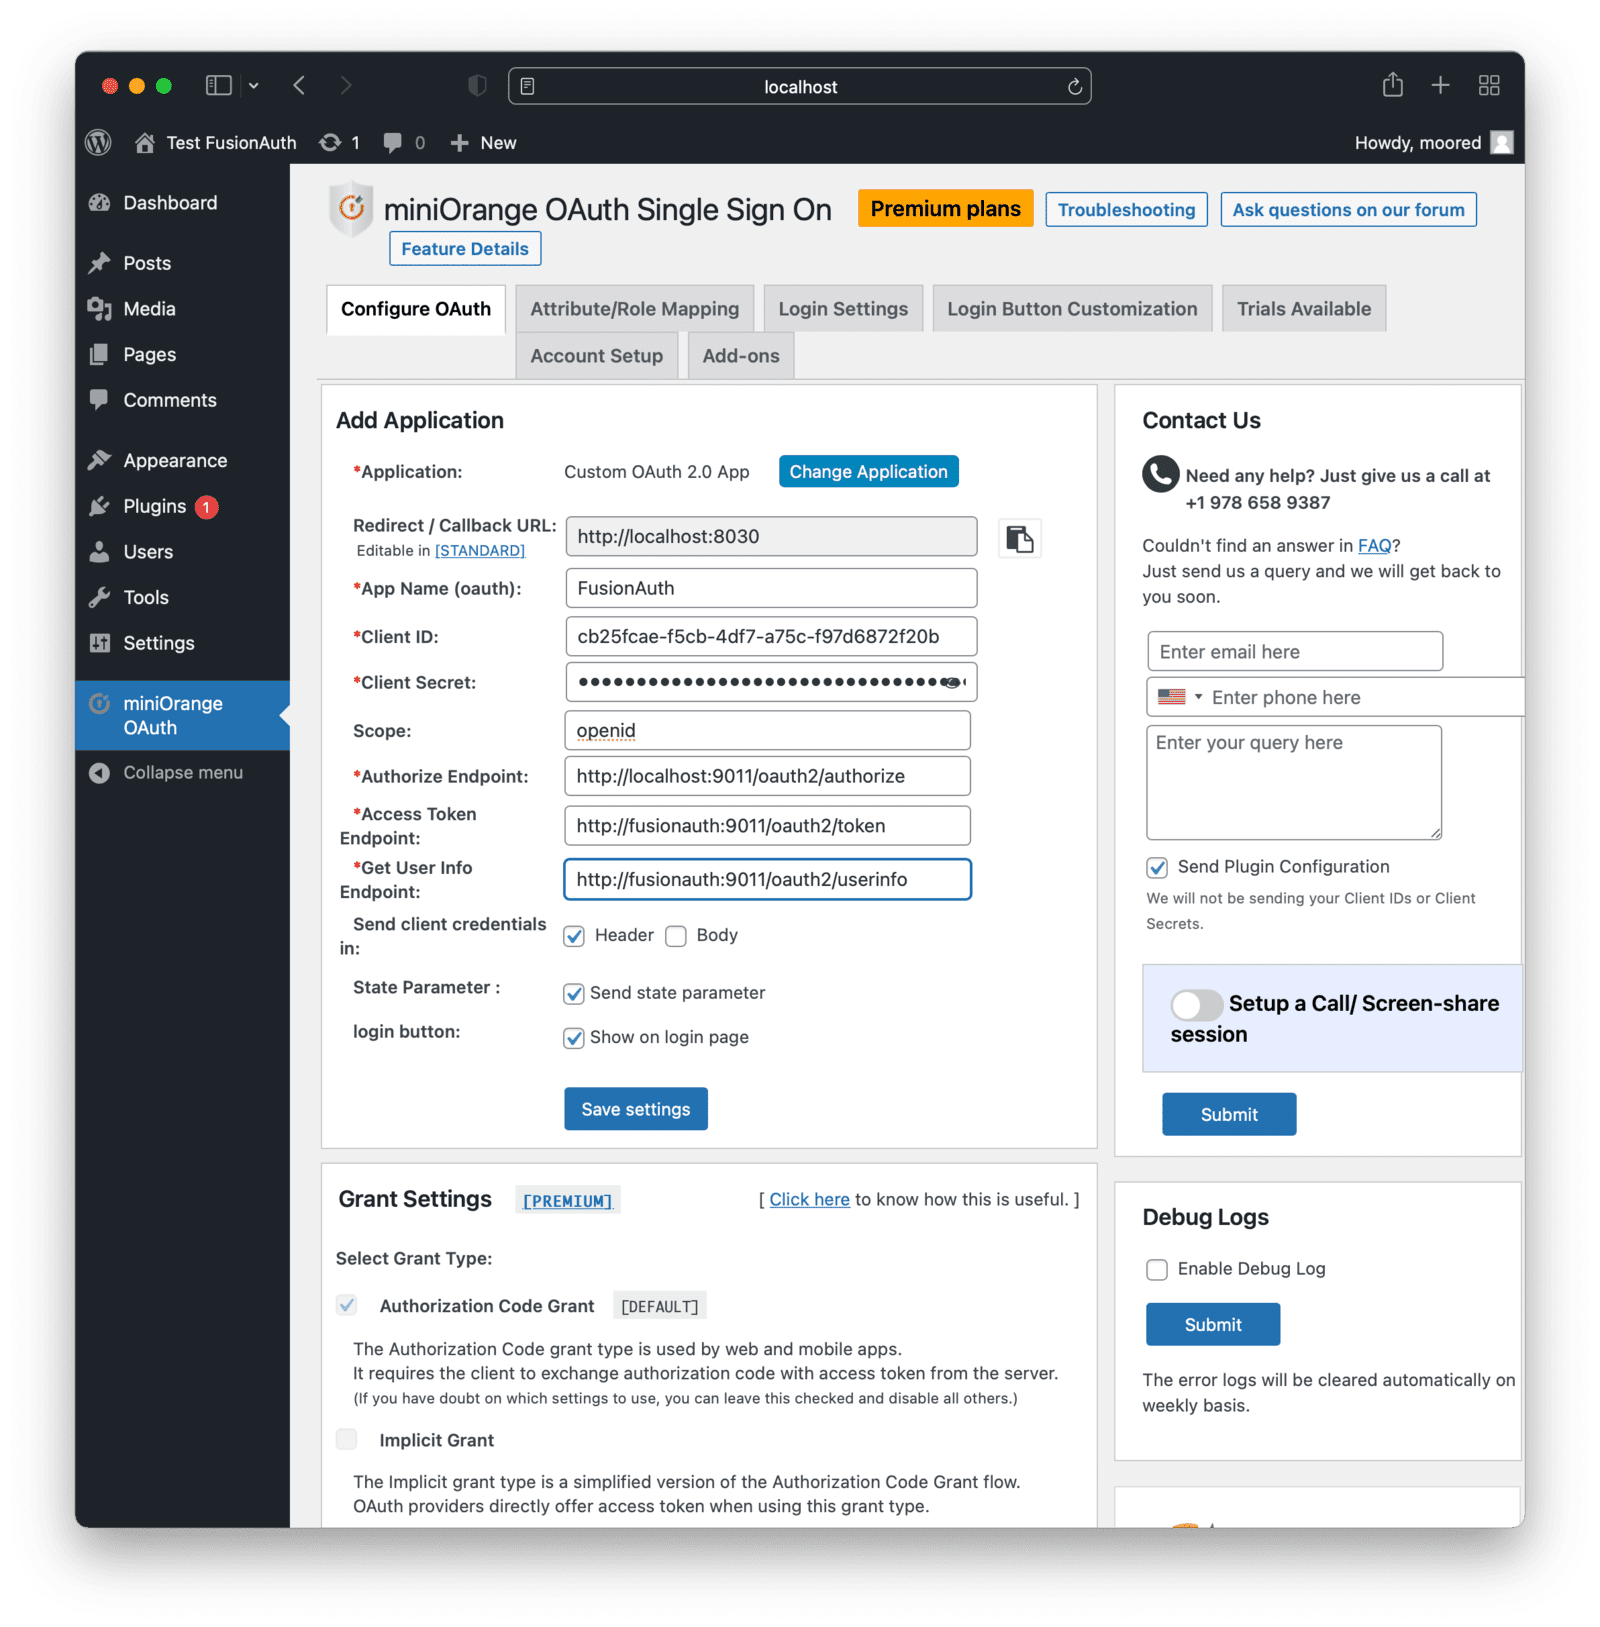 localhost
Test FusionAuth 1 0 New
Howdy, moored
Dashboard
Posts
Media
Pages
Comments
Appearance
Plugins 1
Users
Tools
Settings
miniOrange
OAuth
Collapse menu
miniOrange OAuth Single Sign On
Premium plans
Troubleshooting
Ask questions on our forum
Feature Details
Configure OAuth
Attribute/Role Mapping
Login Settings
Login Button Customization
Trials Available
Account Setup
Add-ons
Add Application
*Application: Custom OAuth 2.0 App Change Application
Redirect / Callback URL: http://localhost:8030
Editable in [STANDARD]
*App Name (oauth): FusionAuth
*Client ID: cb25fcae-f5cb-4df7-a75c-f97d6872f20b
*Client Secret:
Scope: openid
*Authorize Endpoint: http://localhost:9011/oauth2/authorize
*Access Token
Endpoint: http://fusionauth:9011/oauth2/token
*Get User Info
Endpoint: http://fusionauth:9011/oauth2/userinfo
Send client credentials
in: Header Body
State Parameter : Send state parameter
login button: Show on login page
Save settings
Grant Settings [PREMIUM] [ Click here to know how this is useful. ]
Select Grant Type:
Authorization Code Grant [DEFAULT]
The Authorization Code grant type is used by web and mobile apps.
It requires the client to exchange authorization code with access token from the server.
(If you have doubt on which settings to use, you can leave this checked and disable all others.)
Implicit Grant
The Implicit grant type is a simplified version of the Authorization Code Grant flow.
OAuth providers directly offer access token when using this grant type.
Contact Us
Need any help? Just give us a call at
+1 978 658 9387
Couldn't find an answer in FAQ?
Just send us a query and we will get back to
you soon.
Enter email here
Enter phone here
Enter your query here
Send Plugin Configuration
We will not be sending your Client IDs or Client
Secrets.
Setup a Call/ Screen-share
session
Submit
Debug Logs
Enable Debug Log
Submit
The error logs will be cleared automatically on
weekly basis.